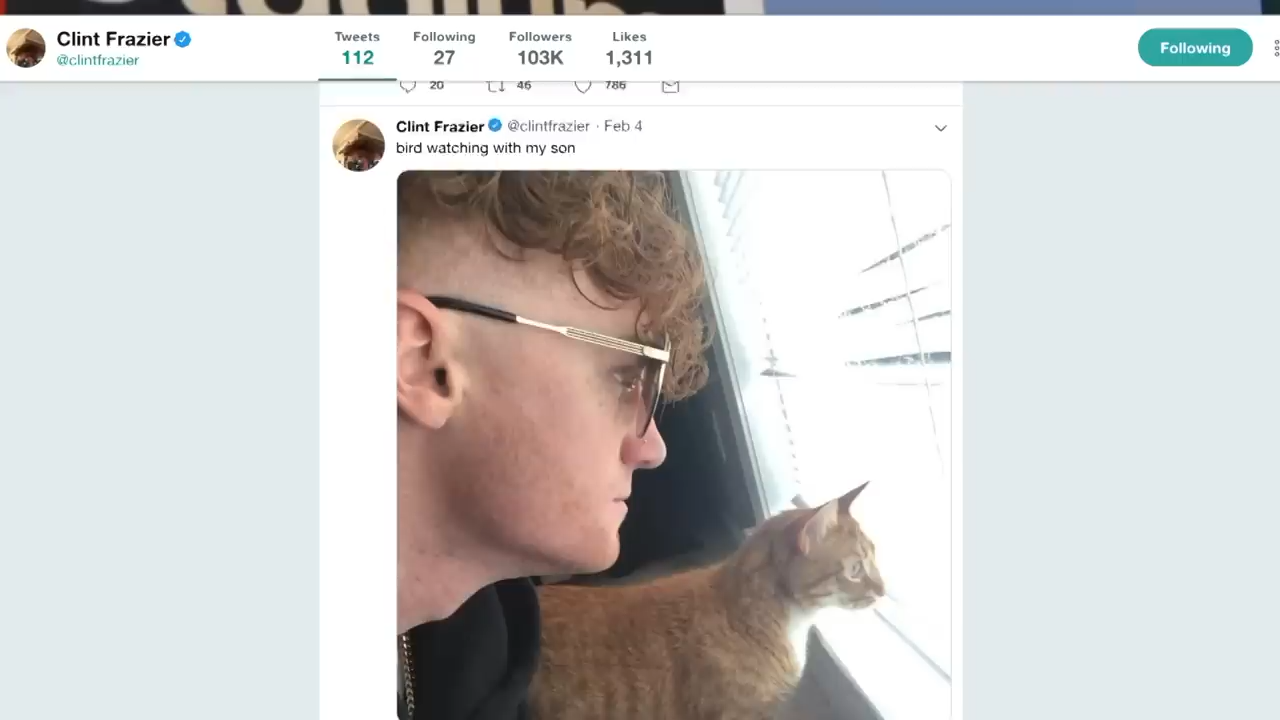 Clint Frazier
@clintfrazier
Tweets
112
Following
27
Followers
103K
Likes
1,311
Following
20 46 786
Clint Frazier @clintfrazier · Feb 4
bird watching with my son